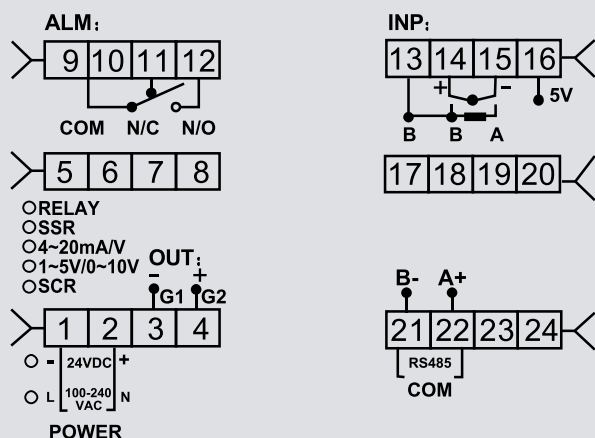 ALM:
9 10 11 12
COM N/C N/O
5 6 7 8
RELAY
SSR
4~20mA/V
1~5V/0~10V
SCR
OUT:
- +
G1 G2
1 2 3 4
- 24VDC +
L 100-240 VAC N
POWER
INP:
13 14 15 16
+ - 5V
B B A
17 18 19 20
B- A+
21 22 23 24
RS485
COM